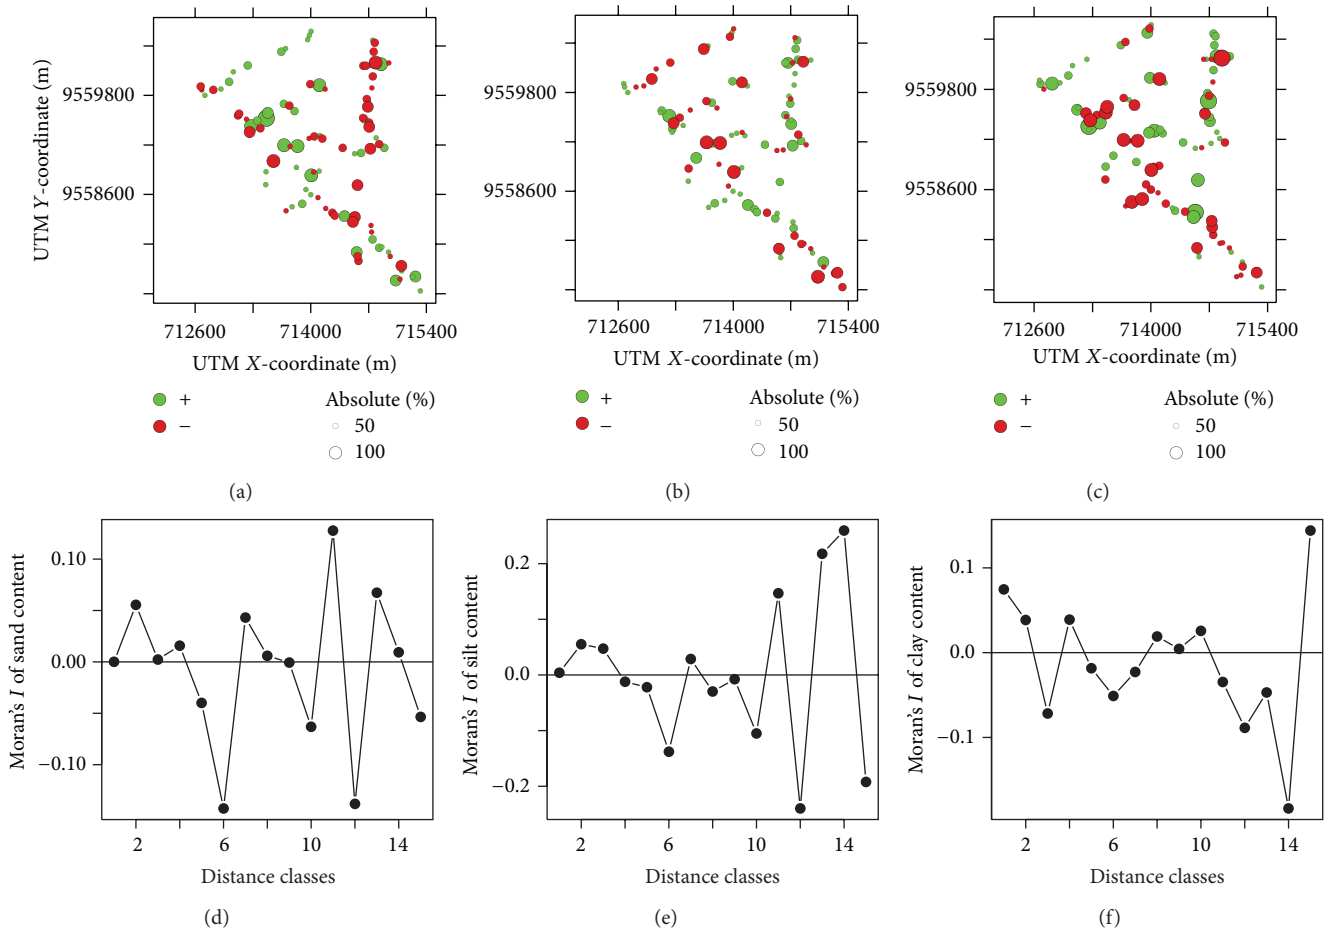 UTM Y-coordinate (m)
9559800
9558600
712600 714000 715400
UTM X-coordinate (m)
+
−
Absolute (%)
50
100
(a)
9559800
9558600
712600 714000 715400
UTM X-coordinate (m)
+
−
Absolute (%)
50
100
(b)
9559800
9558600
712600 714000 715400
UTM X-coordinate (m)
+
−
Absolute (%)
50
100
(c)
Moran's I of sand content
0.10
0.00
−0.10
2 6 10 14
Distance classes
(d)
Moran's I of silt content
0.2
0.0
−0.2
2 6 10 14
Distance classes
(e)
Moran's I of clay content
0.1
0.0
−0.1
2 6 10 14
Distance classes
(f)